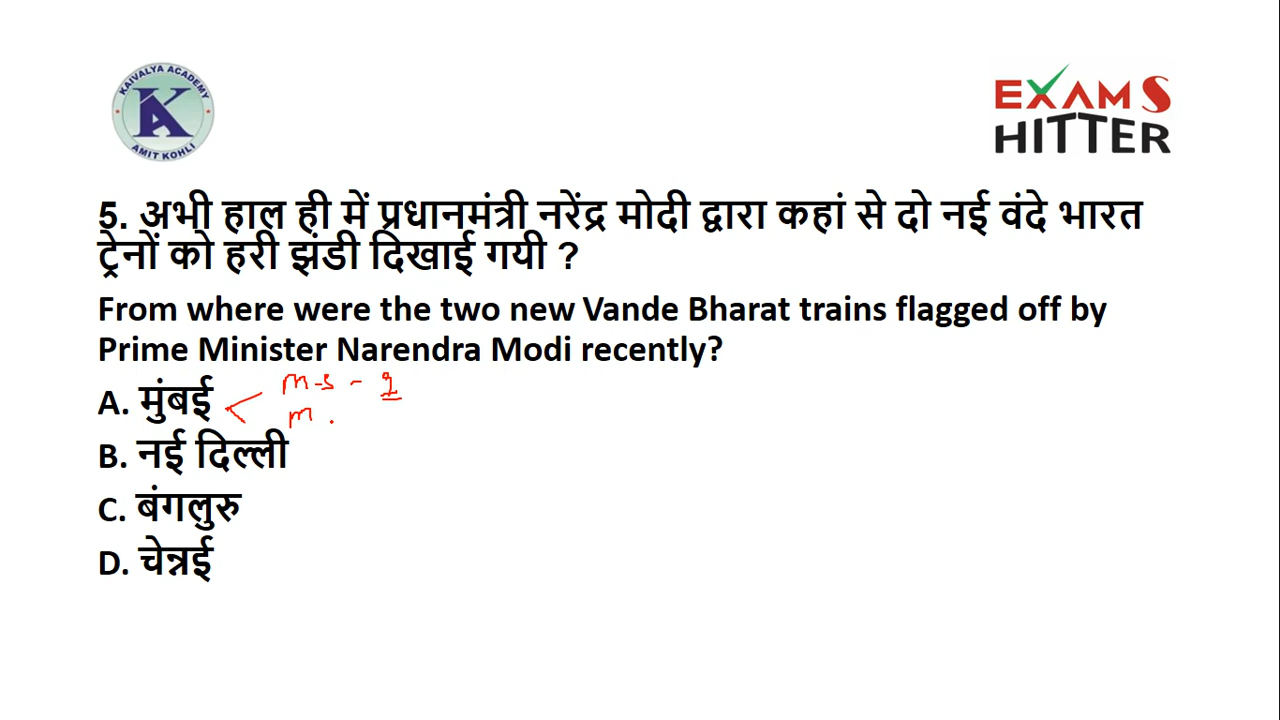 KAIVALYA ACADEMY
KA
AMIT KOHLI
EXAMS
HITTER
5. अभी हाल ही में प्रधानमंत्री नरेंद्र मोदी द्वारा कहां से दो नई वंदे भारत
ट्रेनों को हरी झंडी दिखाई गयी ?
From where were the two new Vande Bharat trains flagged off by
Prime Minister Narendra Modi recently?
A. मुंबई
m-s -
m .
B. नई दिल्ली
C. बंगलुरु
D. चेन्नई